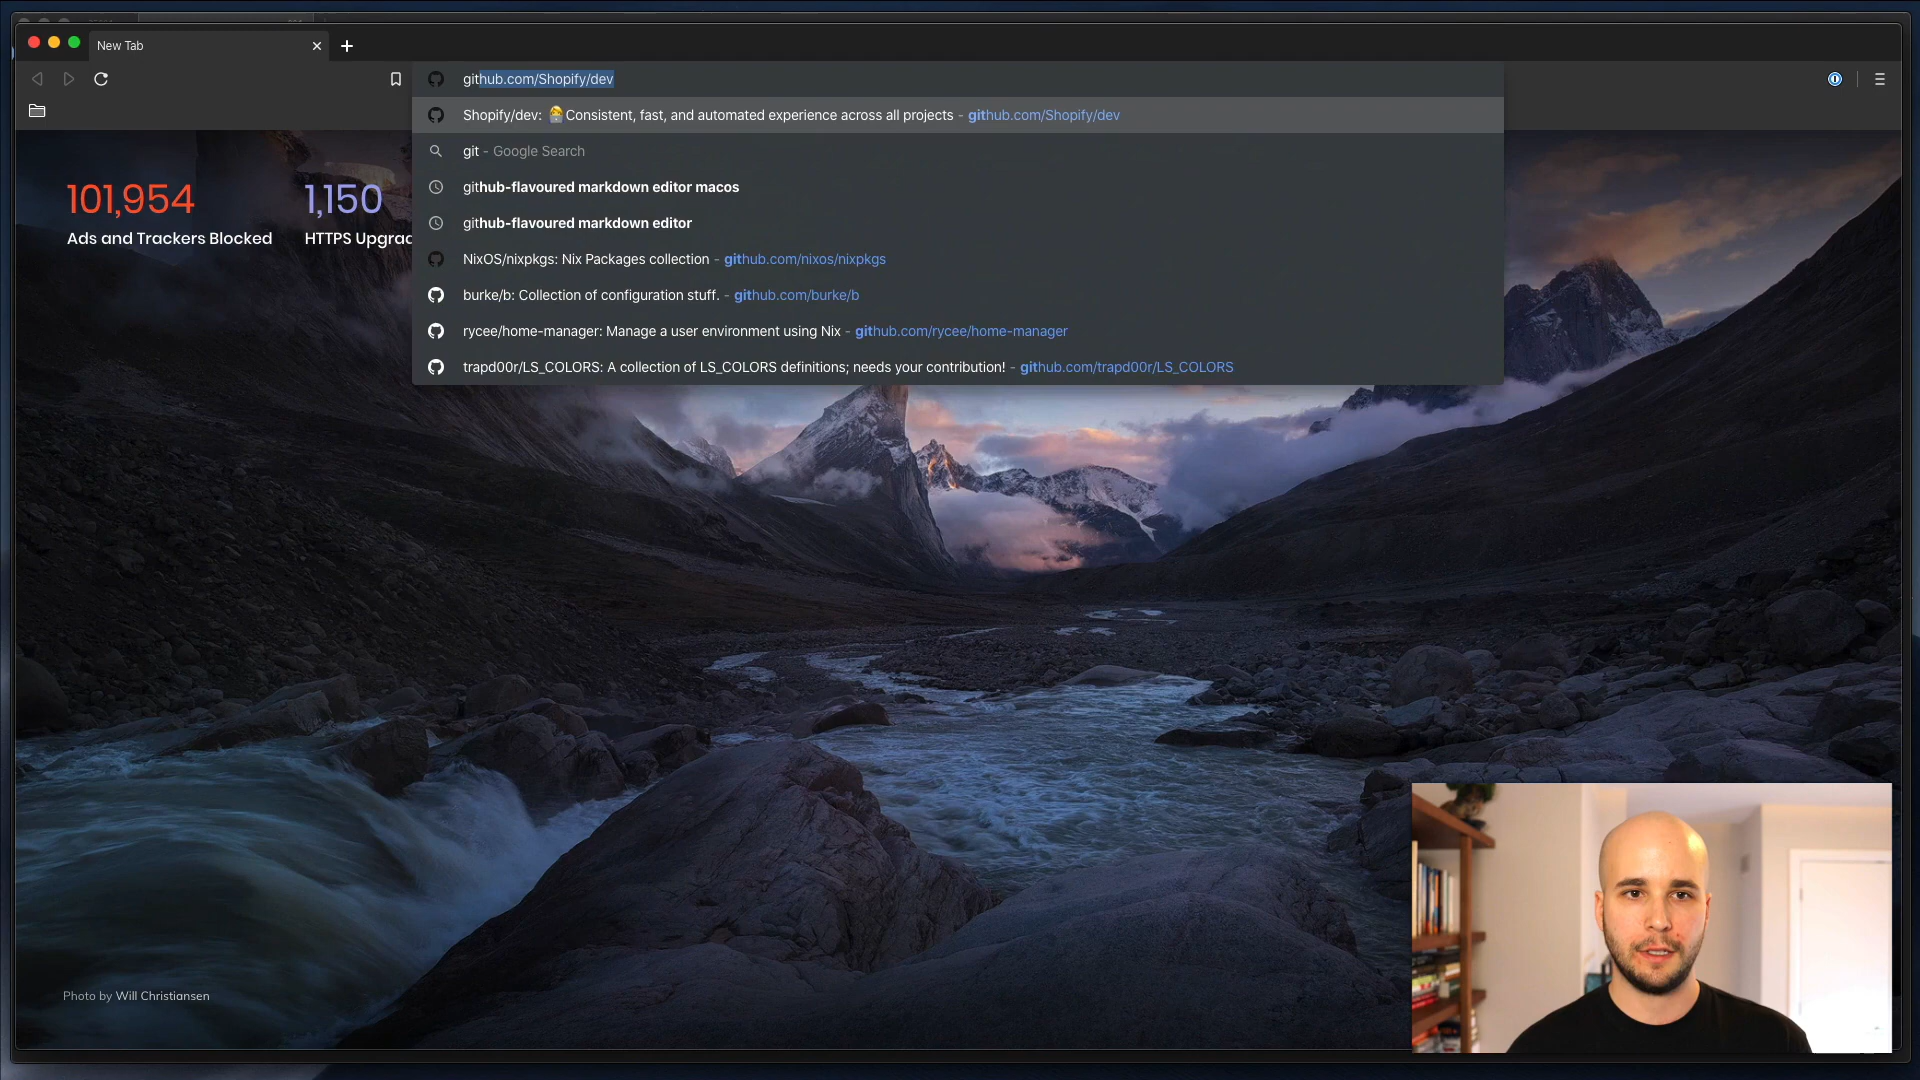 New Tab
github.com/Shopify/dev
Shopify/dev: Consistent, fast, and automated experience across all projects - github.com/Shopify/dev
git - Google Search
github-flavoured markdown editor macos
github-flavoured markdown editor
NixOS/nixpkgs: Nix Packages collection - github.com/nixos/nixpkgs
burke/b: Collection of configuration stuff. - github.com/burke/b
rycee/home-manager: Manage a user environment using Nix - github.com/rycee/home-manager
trapd00r/LS_COLORS: A collection of LS_COLORS definitions; needs your contribution! - github.com/trapd00r/LS_COLORS
101,954
Ads and Trackers Blocked
1,150
HTTPS Upgrad
Photo by Will Christiansen